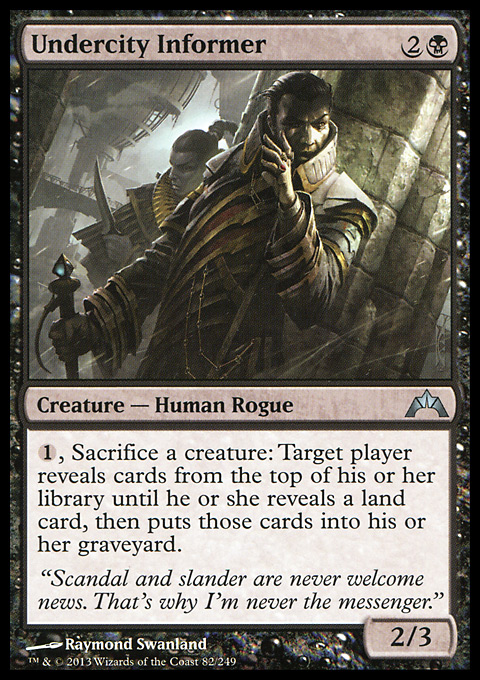 Undercity Informer 2
Creature — Human Rogue
1, Sacrifice a creature: Target player
reveals cards from the top of his or her
library until he or she reveals a land
card, then puts those cards into his or
her graveyard.
“Scandal and slander are never welcome
news. That’s why I’m never the messenger.”
2/3
Raymond Swanland
™ & © 2013 Wizards of the Coast 82/249